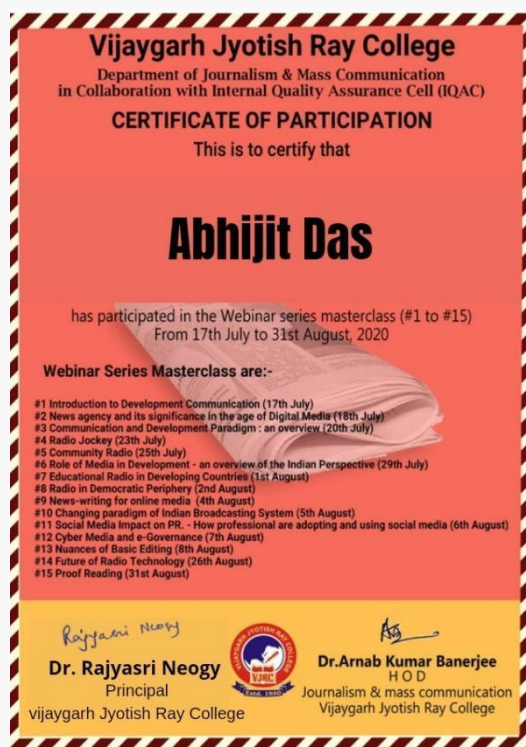 Vijaygarh Jyotish Ray College
Department of Journalism & Mass Communication
in Collaboration with Internal Quality Assurance Cell (IQAC)
CERTIFICATE OF PARTICIPATION
This is to certify that
Abhijit Das
has participated in the Webinar series masterclass (#1 to #15)
From 17th July to 31st August, 2020
Webinar Series Masterclass are:-
#1 Introduction to Development Communication (17th July)
#2 News agency and its significance in the age of Digital Media (18th July)
#3 Communication and Development Paradigm : an overview (20th July)
#4 Radio Jockey (23th July)
#5 Community Radio (25th July)
#6 Role of Media in Development - an overview of the Indian Perspective (29th July)
#7 Educational Radio in Developing Countries (1st August)
#8 Radio in Democratic Periphery (2nd August)
#9 News-writing for online media (4th August)
#10 Changing paradigm of Indian Broadcasting System (5th August)
#11 Social Media Impact on PR. - How professional are adopting and using social media (6th August)
#12 Cyber Media and e-Governance (7th August)
#13 Nuances of Basic Editing (8th August)
#14 Future of Radio Technology (26th August)
#15 Proof Reading (31st August)
Rajyasri Neogy
Dr. Rajyasri Neogy
Principal
vijaygarh Jyotish Ray College
VIJAYGARH JYOTISH RAY COLLEGE
VJRC
Estd. 1950
Dr.Arnab Kumar Banerjee
H O D
Journalism & mass communication
Vijaygarh Jyotish Ray College